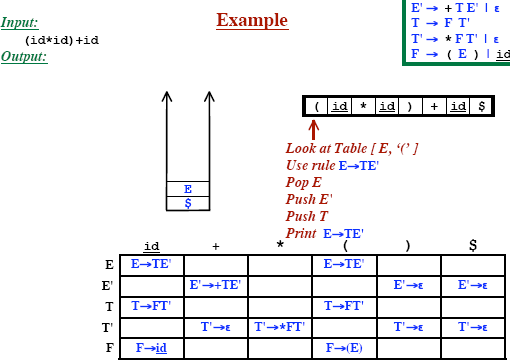 Example
E' → + T E' | ε
T → F T'
T' → * F T' | ε
F → ( E ) | id
Input:
(id*id)+id
Output:
( id * id ) + id $
E
$
Look at Table [ E, ‘(’ ]
Use rule E→TE'
Pop E
Push E'
Push T
Print E→TE'
id + * ( ) $
E E→TE' E→TE'
E' E'→+TE' E'→ε E'→ε
T T→FT' T→FT'
T' T'→ε T'→*FT' T'→ε T'→ε
F F→id F→(E)